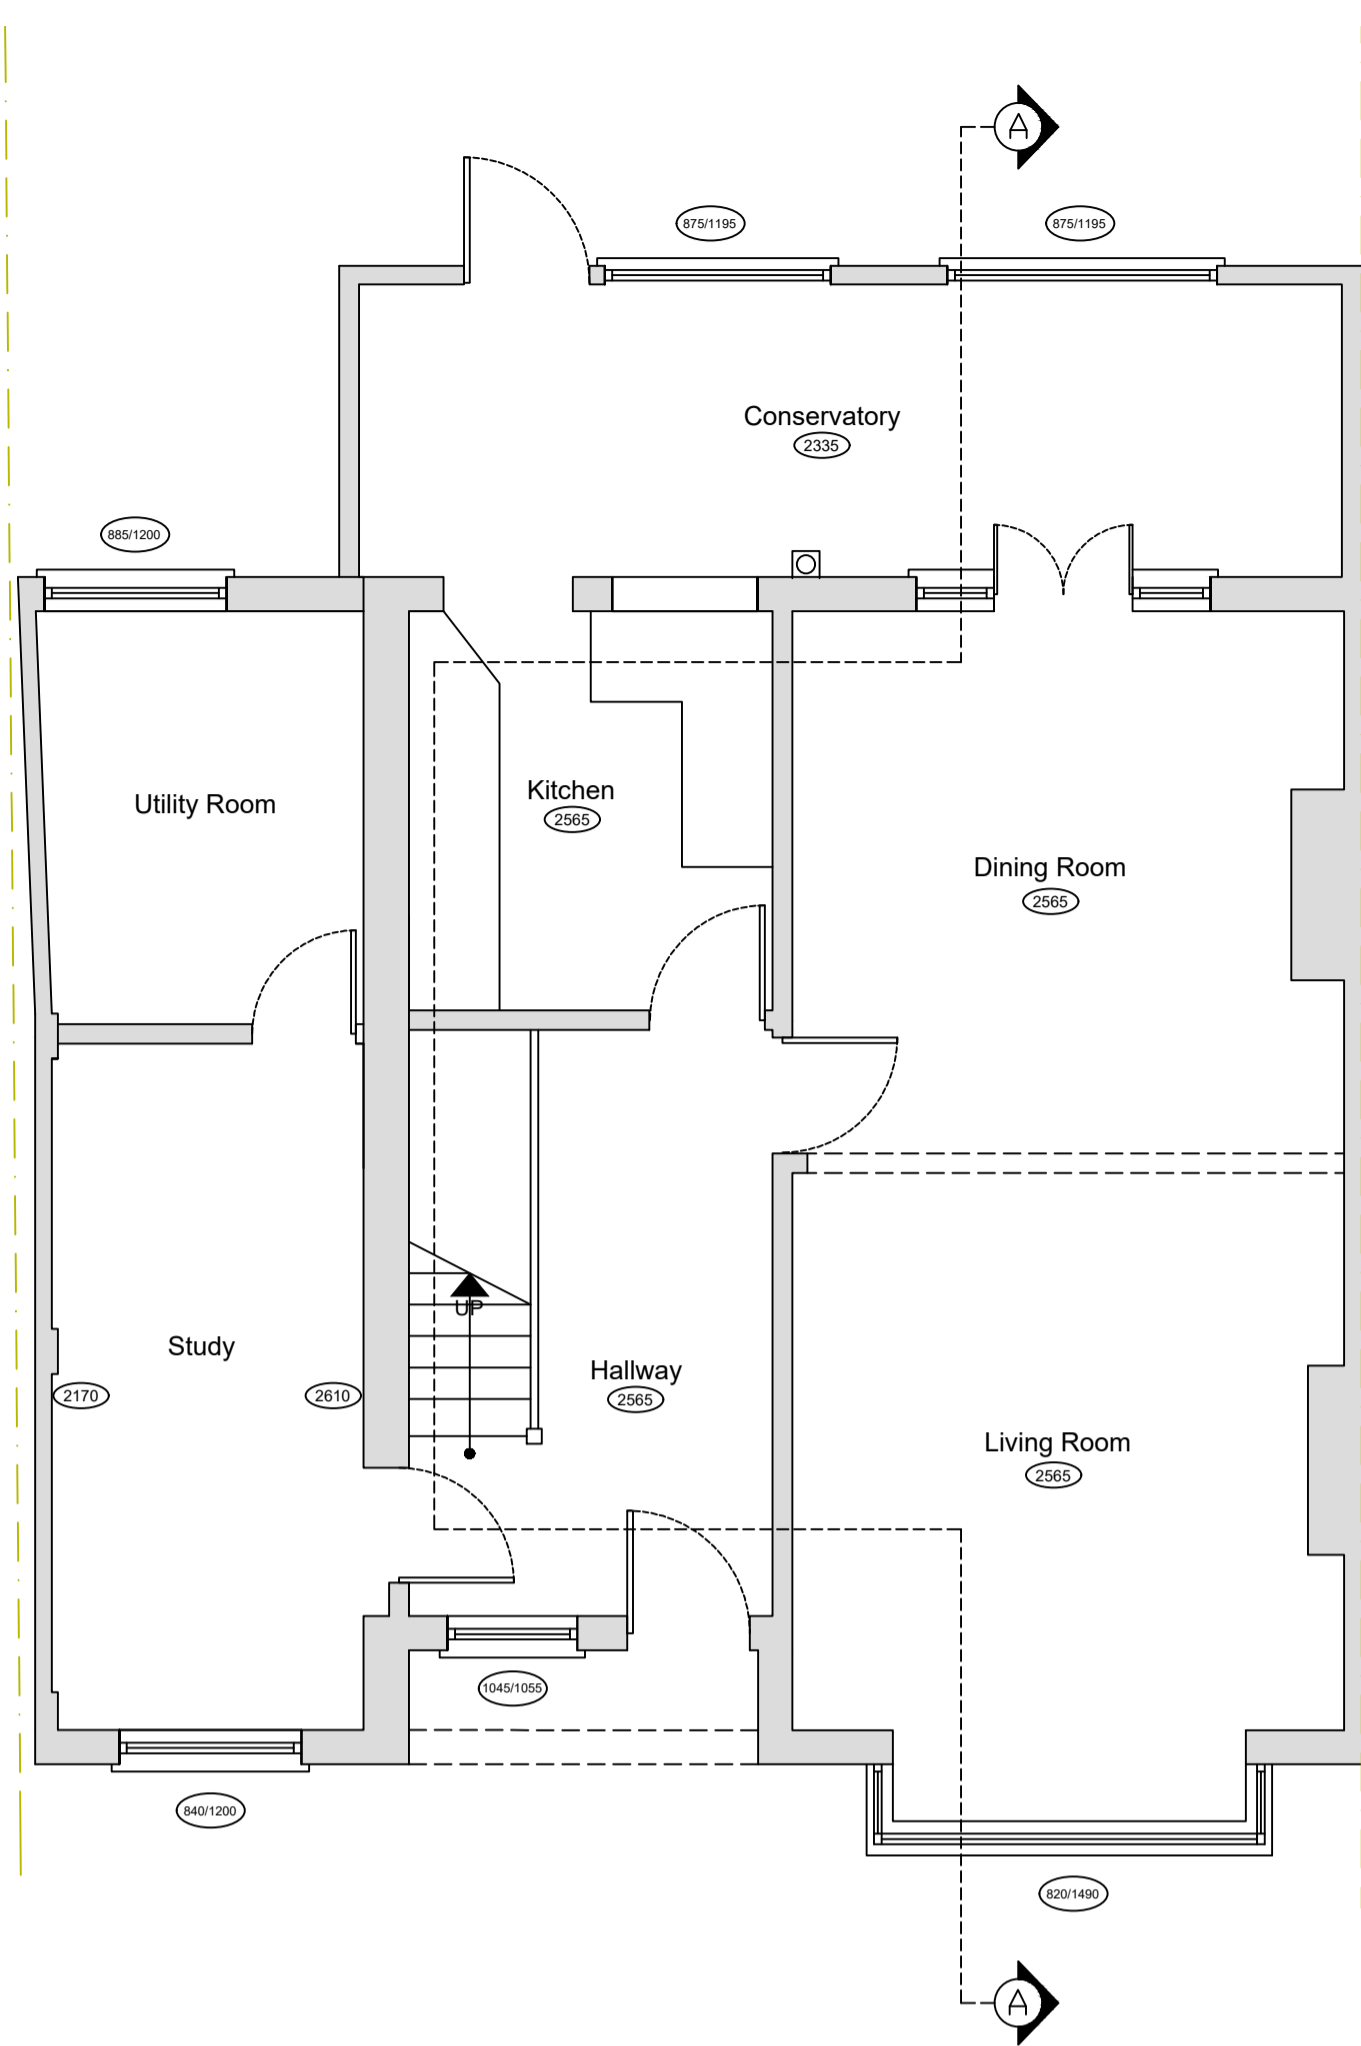 A
875/1195
875/1195
Conservatory
2335
885/1200
Utility Room
Kitchen
2565
Dining Room
2565
UP
Study
2170
2610
Hallway
2565
Living Room
2565
1045/1055
840/1200
820/1490
A